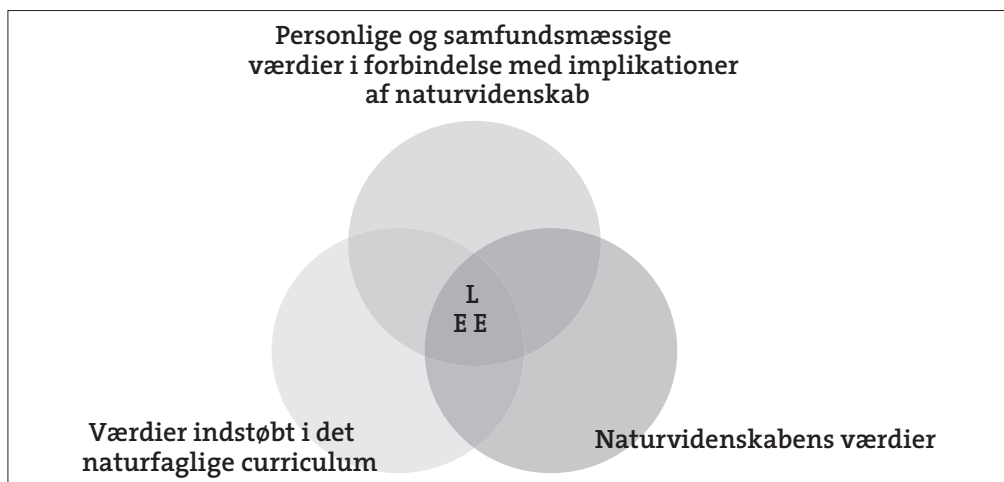 Personlige og samfundsmæssige
værdier i forbindelse med implikationer
af naturvidenskab
L
E E
Værdier indstøbt i det
naturfaglige curriculum
Naturvidenskabens værdier